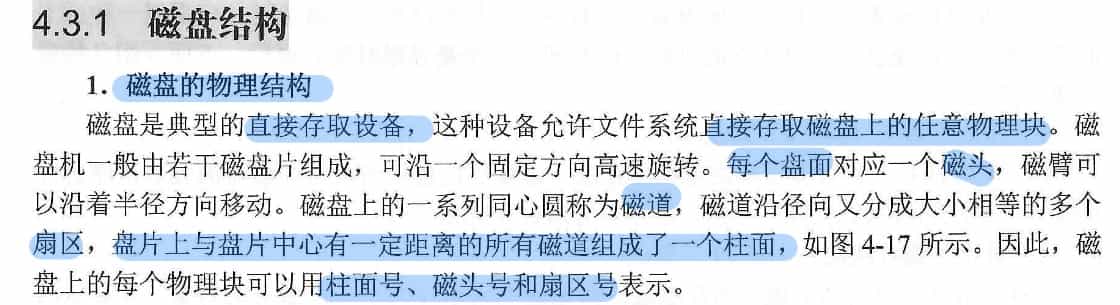 4.3.1 磁盘结构
1. 磁盘的物理结构
磁盘是典型的直接存取设备，这种设备允许文件系统直接存取磁盘上的任意物理块。磁
盘机一般由若干磁盘片组成，可沿一个固定方向高速旋转。每个盘面对应一个磁头，磁臂可
以沿着半径方向移动。磁盘上的一系列同心圆称为磁道，磁道沿径向又分成大小相等的多个
扇区，盘片上与盘片中心有一定距离的所有磁道组成了一个柱面，如图 4-17 所示。因此，磁
盘上的每个物理块可以用柱面号、磁头号和扇区号表示。